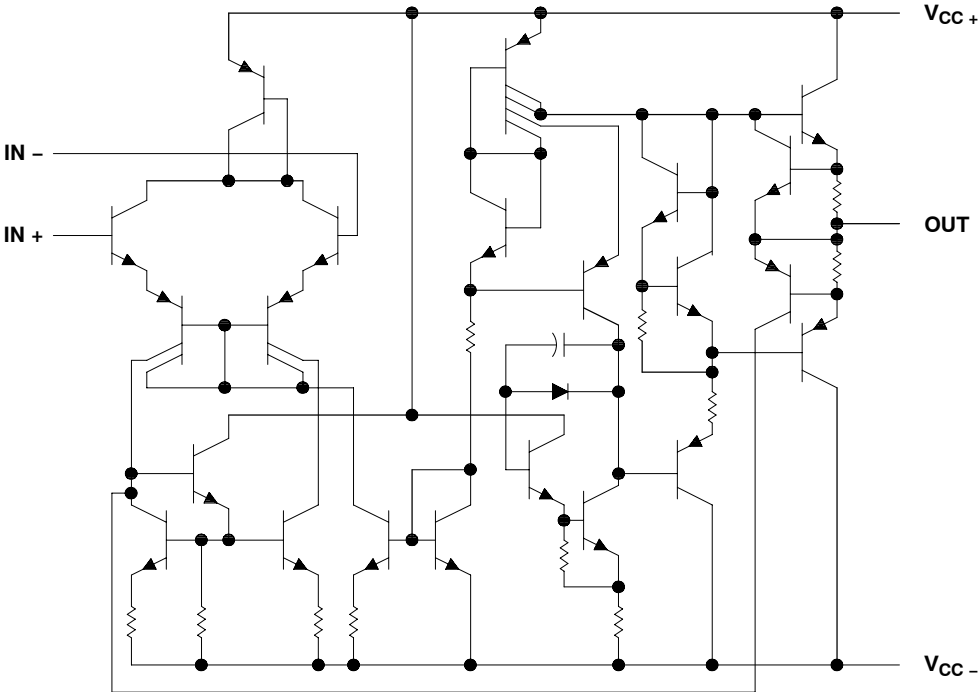 VCC +
IN −
IN +
OUT
VCC −